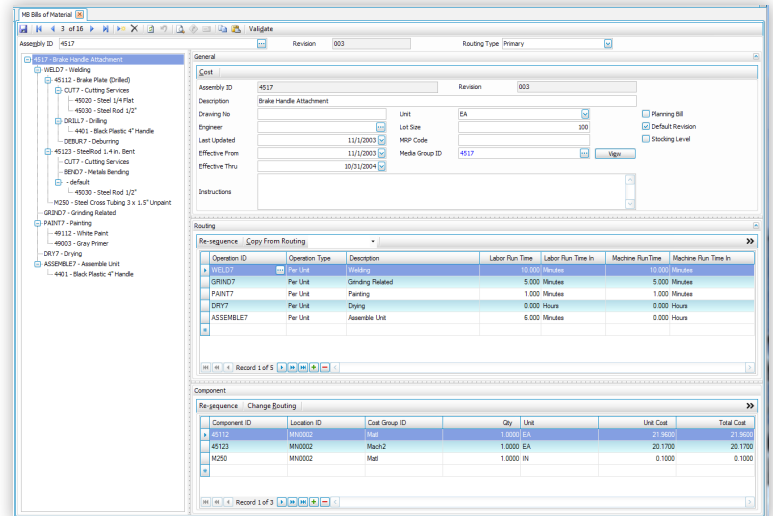 MB Bills of Material
3 of 16 Validate
Assembly ID 4517 Revision 003 Routing Type Primary
4517 - Brake Handle Attachment
WELD7 - Welding
45112 - Brake Plate (Drilled)
CUT7 - Cutting Services
45020 - Steel 1/4 Flat
45030 - Steel Rod 1/2"
DRILL7 - Drilling
4401 - Black Plastic 4" Handle
DEBUR7 - Deburring
45123 - SteelRod 1.4 in. Bent
CUT7 - Cutting Services
BEND7 - Metals Bending
- default
45030 - Steel Rod 1/2"
M250 - Steel Cross Tubing 3 x 1.5" Unpaint
GRIND7 - Grinding Related
PAINT7 - Painting
49112 - White Paint
49003 - Gray Primer
DRY7 - Drying
ASSEMBLE7 - Assemble Unit
4401 - Black Plastic 4" Handle
General
Cost
Assembly ID 4517 Revision 003
Description Brake Handle Attachment
Drawing No Unit EA Planning Bill
Engineer Lot Size 100 Default Revision
Last Updated 11/1/2003 MRP Code Stocking Level
Effective From 11/1/2003 Media Group ID 4517 View
Effective Thru 10/31/2004
Instructions
Routing
Re-sequence Copy From Routing
Operation ID Operation Type Description Labor Run Time Labor Run Time In Machine RunTime Machine Run Time In
WELD7 Per Unit Welding 10.000 Minutes 10.000 Minutes
GRIND7 Per Unit Grinding Related 5.000 Minutes 5.000 Minutes
PAINT7 Per Unit Painting 1.000 Minutes 1.000 Minutes
DRY7 Per Unit Drying 0.000 Hours 0.000 Hours
ASSEMBLE7 Per Unit Assemble Unit 6.000 Minutes 0.000 Hours
Record 1 of 5
Component
Re-sequence Change Routing
Component ID Location ID Cost Group ID Qty Unit Unit Cost Total Cost
45112 MN0002 Matl 1.0000 EA 21.9600 21.9600
45123 MN0002 Mach2 1.0000 EA 20.1700 20.1700
M250 MN0002 Matl 1.0000 IN 0.1000 0.1000
Record 1 of 3